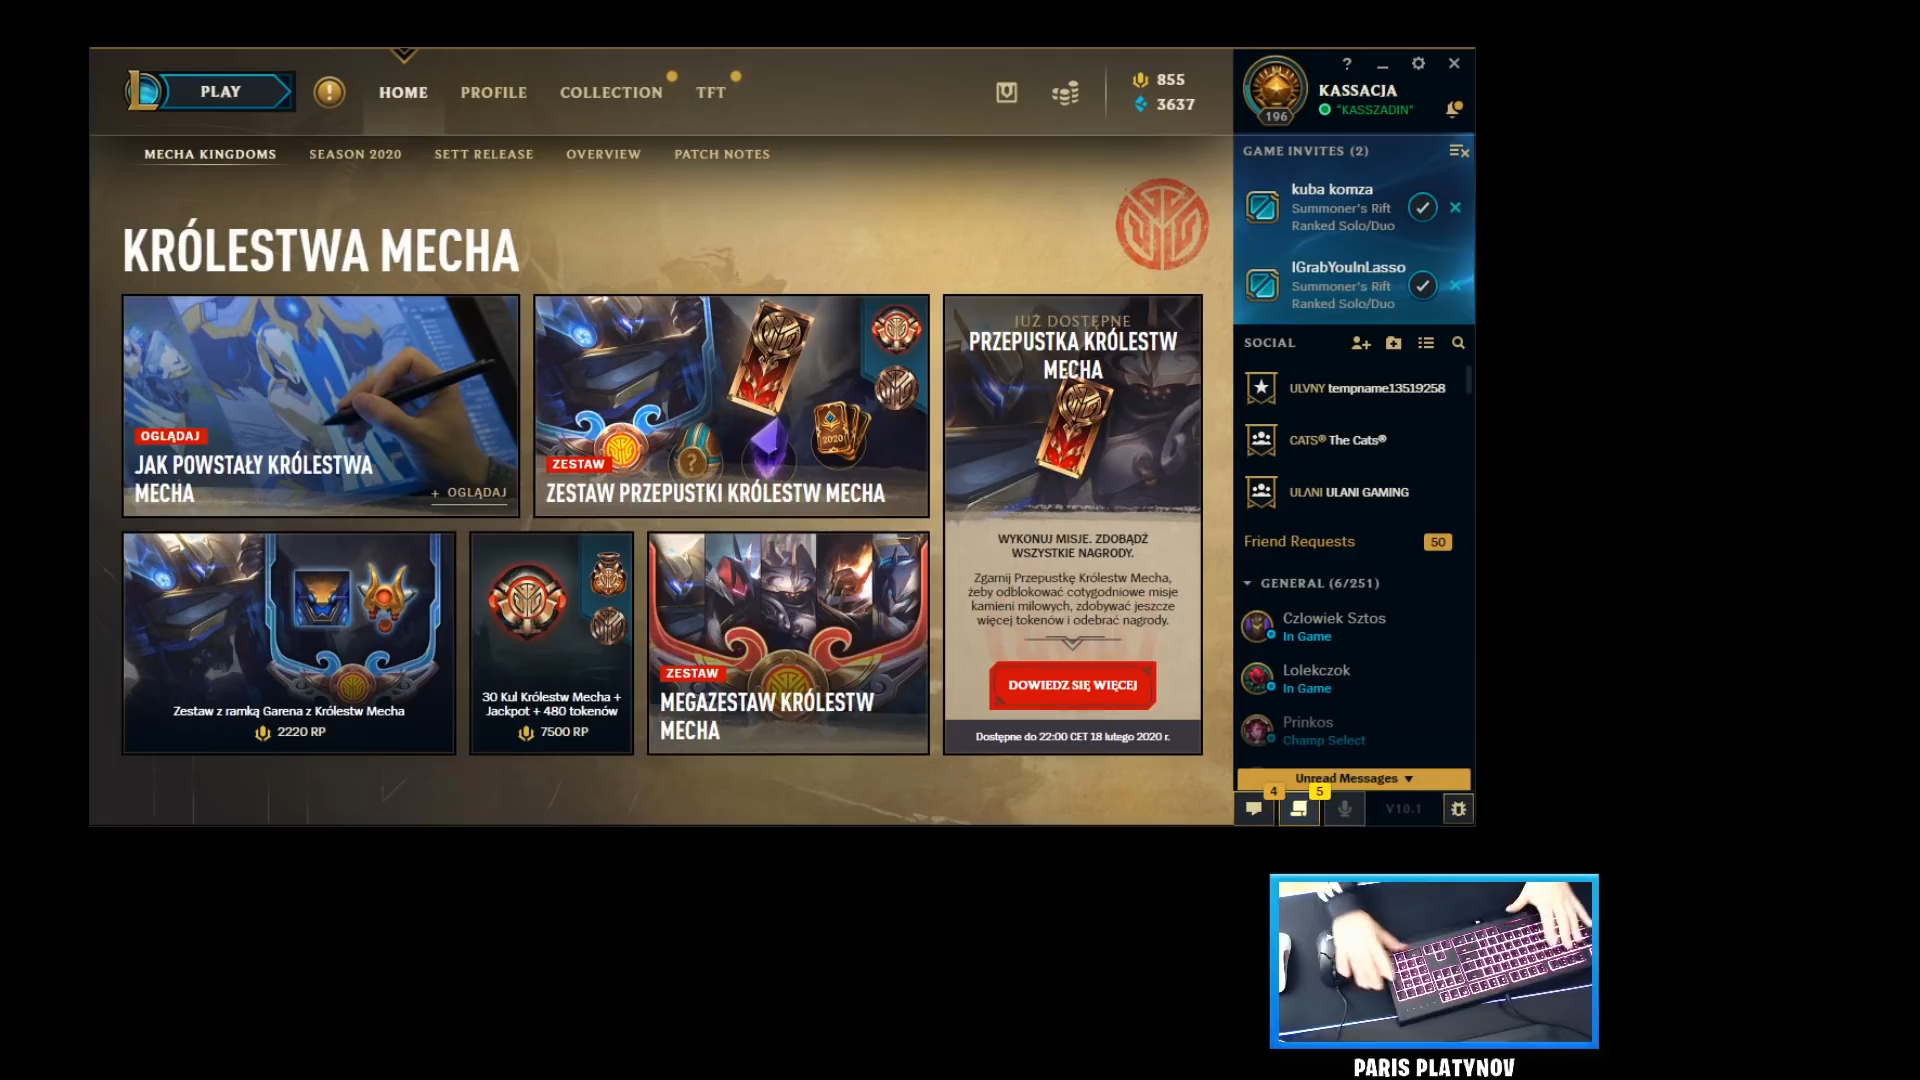 PLAY
HOME
PROFILE
COLLECTION
TFT
855
3637
?
196
KASSACJA
"KASSZADIN"
MECHA KINGDOMS
SEASON 2020
SETT RELEASE
OVERVIEW
PATCH NOTES
KRÓLESTWA MECHA
OGLĄDAJ
JAK POWSTAŁY KRÓLESTWA
MECHA
+ OGLĄDAJ
2020
ZESTAW
ZESTAW PRZEPUSTKI KRÓLESTW MECHA
JUŻ DOSTĘPNE
PRZEPUSTKA KRÓLESTW
MECHA
WYKONUJ MISJE. ZDOBĄDŹ
WSZYSTKIE NAGRODY.
Zgarnij Przepustkę Królestw Mecha,
żeby odblokować cotygodniowe misje
kamieni milowych, zdobywać jeszcze
więcej tokenów i odebrać nagrody.
DOWIEDZ SIĘ WIĘCEJ
Dostępne do 22:00 CET 18 lutego 2020 r.
Zestaw z ramką Garena z Królestw Mecha
2220 RP
30 Kul Królestw Mecha +
Jackpot + 480 tokenów
7500 RP
ZESTAW
MEGAZESTAW KRÓLESTW
MECHA
GAME INVITES (2)
kuba komza
Summoner's Rift
Ranked Solo/Duo
IGrabYouInLasso
Summoner's Rift
Ranked Solo/Duo
SOCIAL
ULVNY tempname13519258
CATS® The Cats®
ULANI ULANI GAMING
Friend Requests
50
GENERAL (6/251)
Czlowiek Sztos
In Game
Lolekczok
In Game
Prinkos
Champ Select
Unread Messages
4
5
V10.1
PARIS PLATYNOV